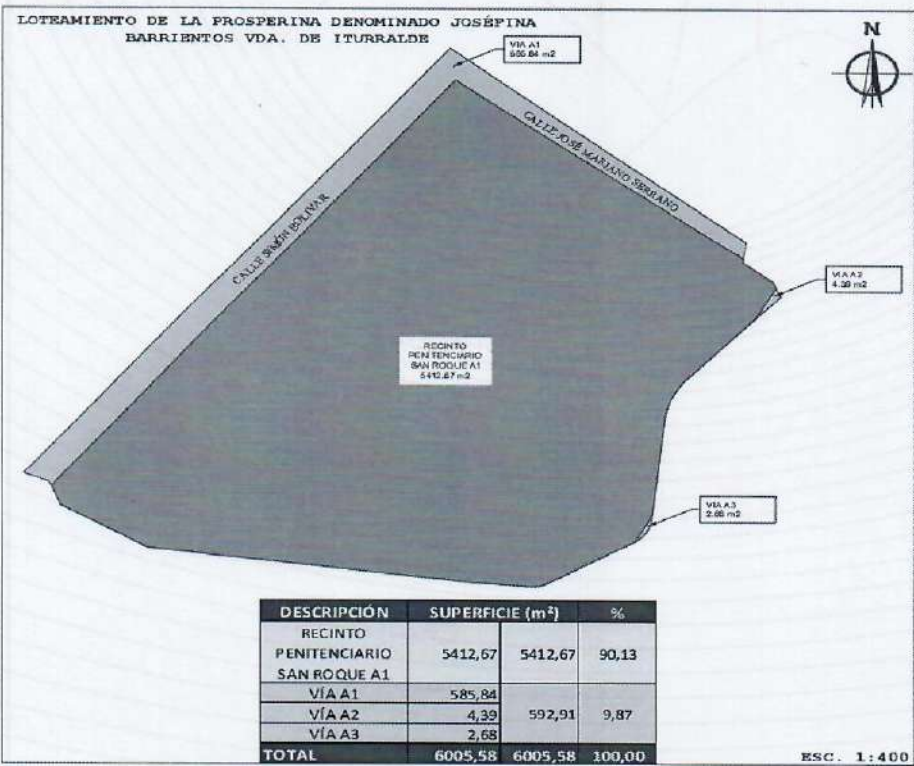 LOTEAMIENTO DE LA PROSPERINA DENOMINADO JOSÉFINA
BARRIENTOS VDA. DE ITURRALDE
N
VIA A1
585.84 m2
CALLE JOSÉ MARIANO SERRANO
CALLE SIMÓN BOLIVAR
VIA A2
4.39 m2
RECINTO
PENITENCIARIO
SAN ROQUE A1
5412.67 m2
VIA A3
2.68 m2
DESCRIPCIÓN SUPERFICIE (m²) %
RECINTO
PENITENCIARIO 5412,67 5412,67 90,13
SAN ROQUE A1
VÍA A1 585,84
VÍA A2 4,39 592,91 9,87
VÍA A3 2,68
TOTAL 6005,58 6005,58 100,00
ESC. 1:400